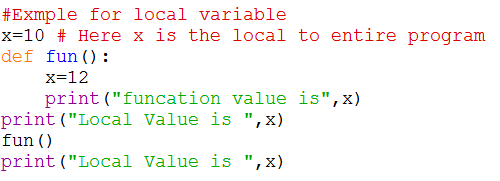 #Exmple for local variable
x=10 # Here x is the local to entire program
def fun():
    x=12
    print("funcation value is",x)
print("Local Value is ",x)
fun()
print("Local Value is ",x)